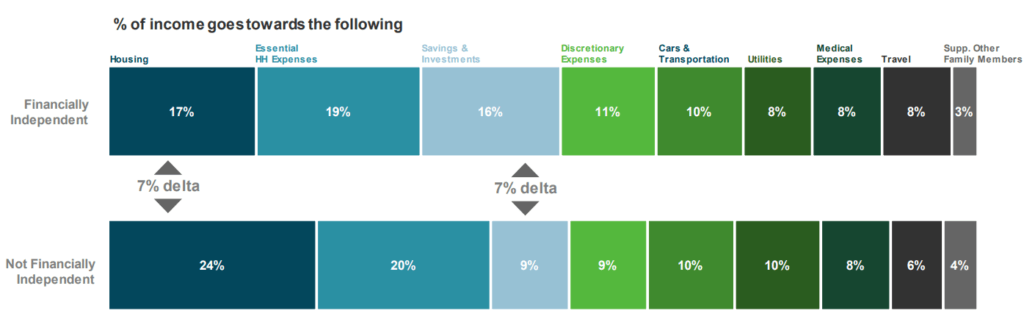 % of income goes towards the following
Housing
Essential
HH Expenses
Savings &
Investments
Discretionary
Expenses
Cars &
Transportation
Utilities
Medical
Expenses
Travel
Supp. Other
Family Members
Financially
Independent
17%
19%
16%
11%
10%
8%
8%
8%
3%
7% delta
7% delta
Not Financially
Independent
24%
20%
9%
9%
10%
10%
8%
6%
4%